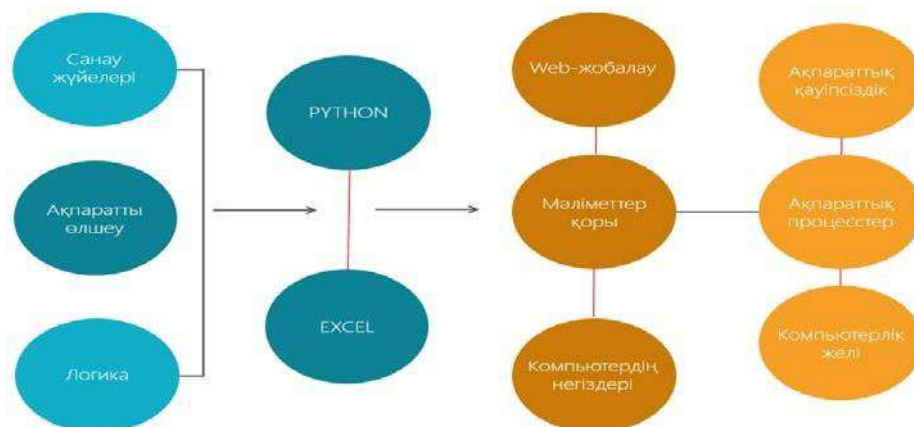 Санау
жүйелері
Ақпаратты
өлшеу
Логика
PYTHON
EXCEL
Web-жобалау
Мәліметтер
қоры
Компьютердің
негіздері
Ақпараттық
қауіпсіздік
Ақпараттық
процесстер
Компьютерлік
желі